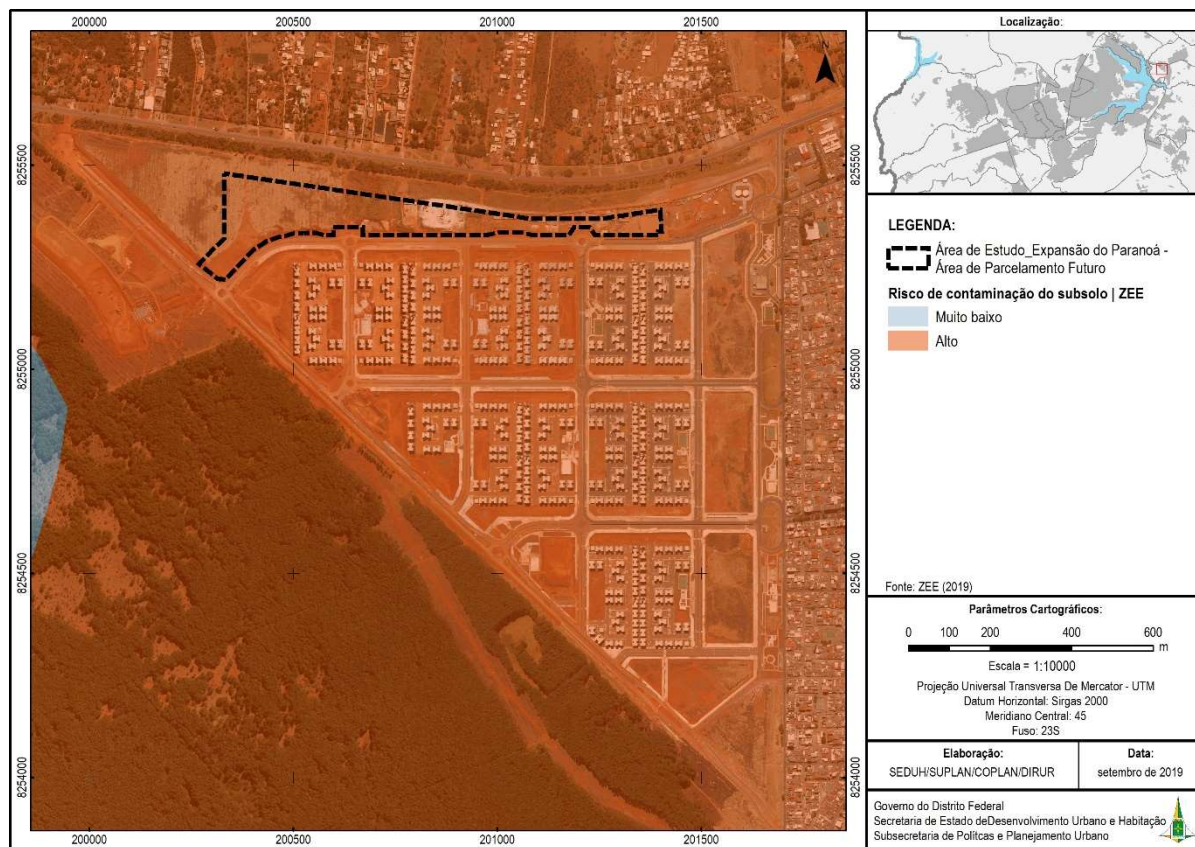 200000
200500
201000
201500
8255500
8255000
8254500
8254000
8255500
8255000
8254500
8254000
200000
200500
201000
201500
Localização:
LEGENDA:
Área de Estudo_Expansão do Paranoá -
Área de Parcelamento Futuro
Risco de contaminação do subsolo | ZEE
Muito baixo
Alto
Fonte: ZEE (2019)
Parâmetros Cartográficos:
0 100 200 400 600
m
Escala = 1:10000
Projeção Universal Transversa De Mercator - UTM
Datum Horizontal: Sirgas 2000
Meridiano Central: 45
Fuso: 23S
Elaboração:
SEDUH/SUPLAN/COPLAN/DIRUR
Data:
setembro de 2019
Governo do Distrito Federal
Secretaria de Estado deDesenvolvimento Urbano e Habitação
Subsecretaria de Polítcas e Planejamento Urbano